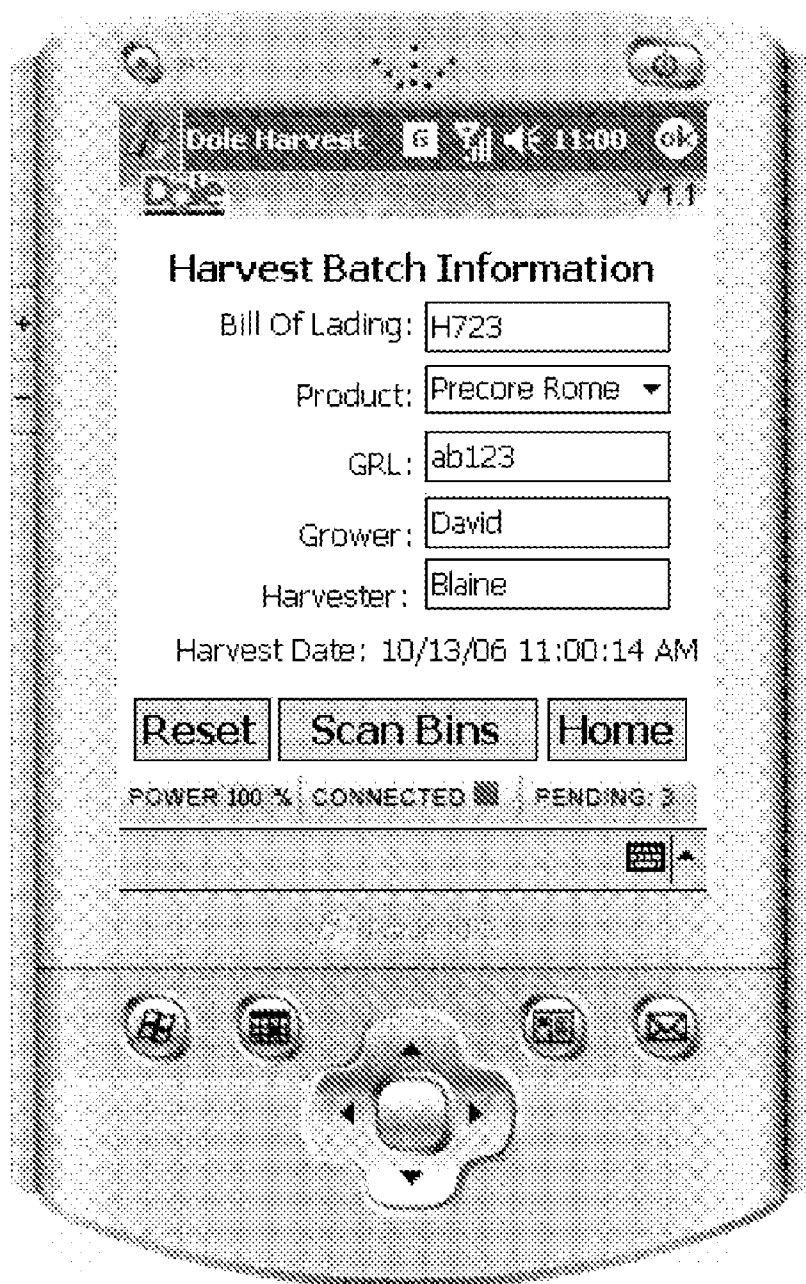 Dole Harvest G 11:00 ok
Dole v 1.1
Harvest Batch Information
Bill Of Lading: H723
Product: Precore Rome
GRL: ab123
Grower: David
Harvester: Blaine
Harvest Date: 10/13/06 11:00:14 AM
Reset Scan Bins Home
POWER 100 % CONNECTED PENDING: 3